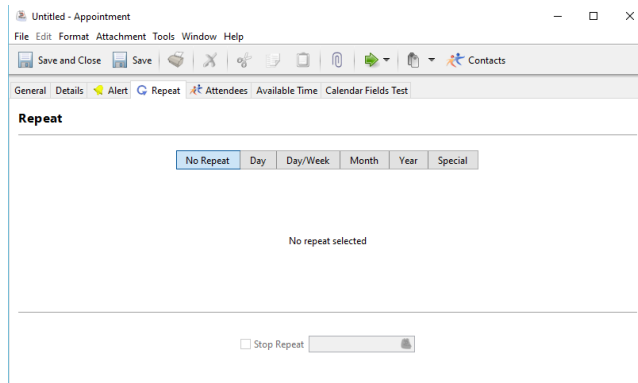 Untitled - Appointment
File Edit Format Attachment Tools Window Help
Save and Close Save Contacts
General Details Alert Repeat Attendees Available Time Calendar Fields Test
Repeat
No Repeat Day Day/Week Month Year Special
No repeat selected
Stop Repeat